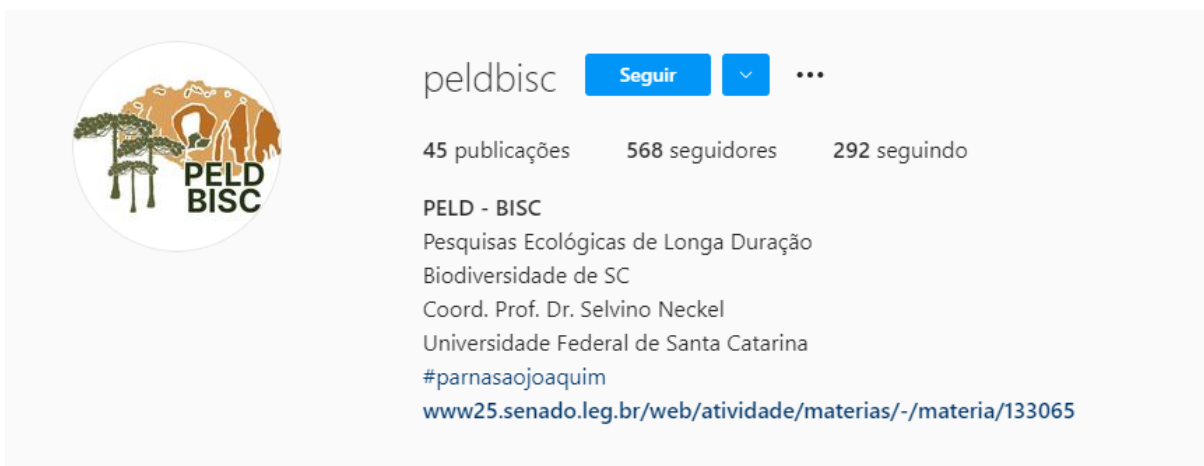 PELD
BISC
peldbisc Seguir
45 publicações 568 seguidores 292 seguindo
PELD - BISC
Pesquisas Ecológicas de Longa Duração
Biodiversidade de SC
Coord. Prof. Dr. Selvino Neckel
Universidade Federal de Santa Catarina
#parnasaojoaquim
www25.senado.leg.br/web/atividade/materias/-/materia/133065